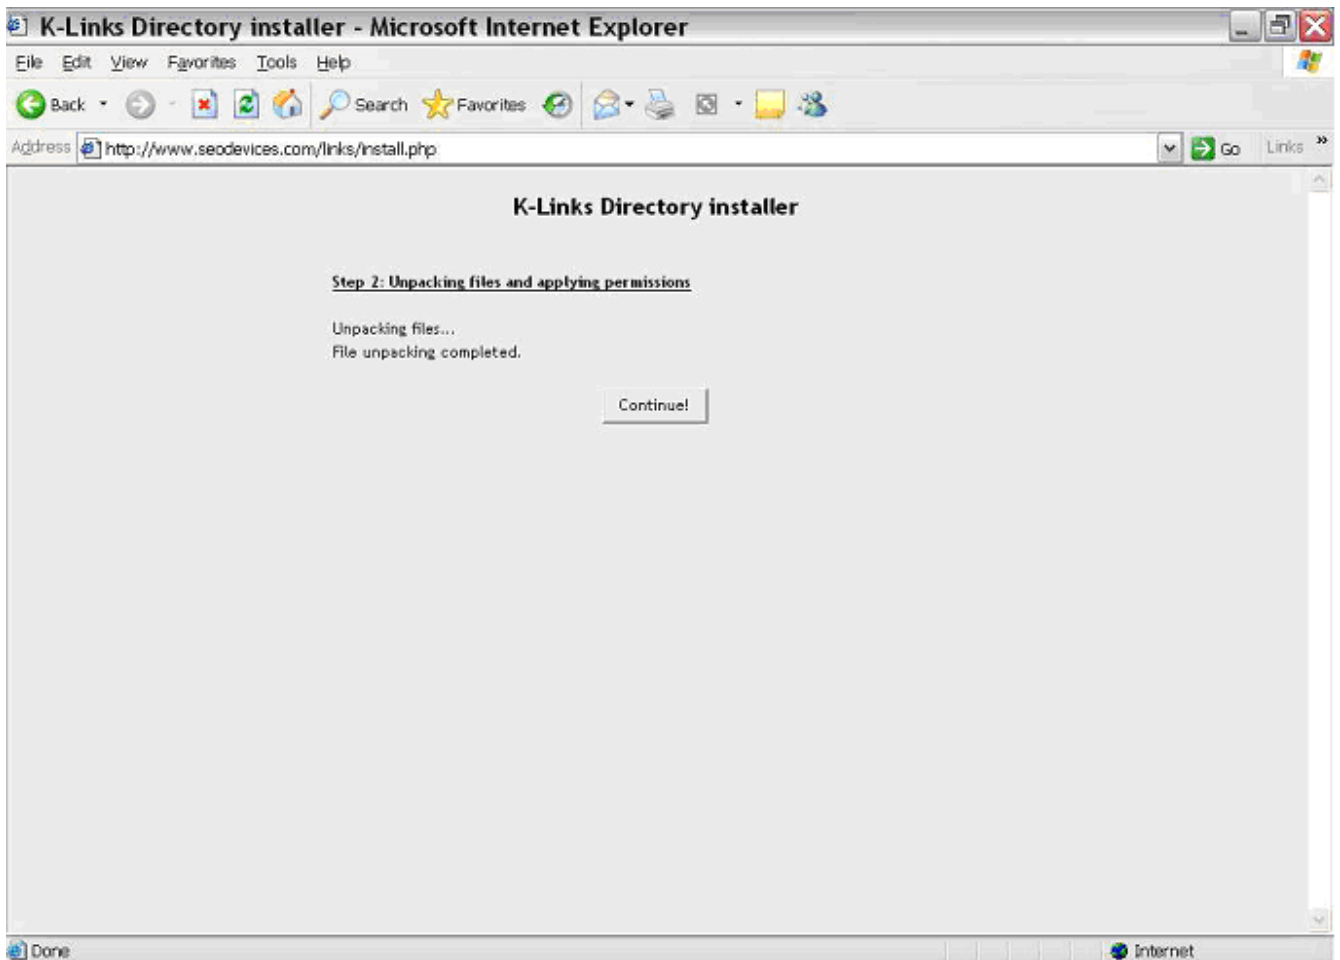 K-Links Directory installer - Microsoft Internet Explorer
File Edit View Favorites Tools Help
Back Search Favorites
Address http://www.seodevices.com/links/install.php Go Links »
K-Links Directory installer
Step 2: Unpacking files and applying permissions
Unpacking files...
File unpacking completed.
Continue!
Done Internet